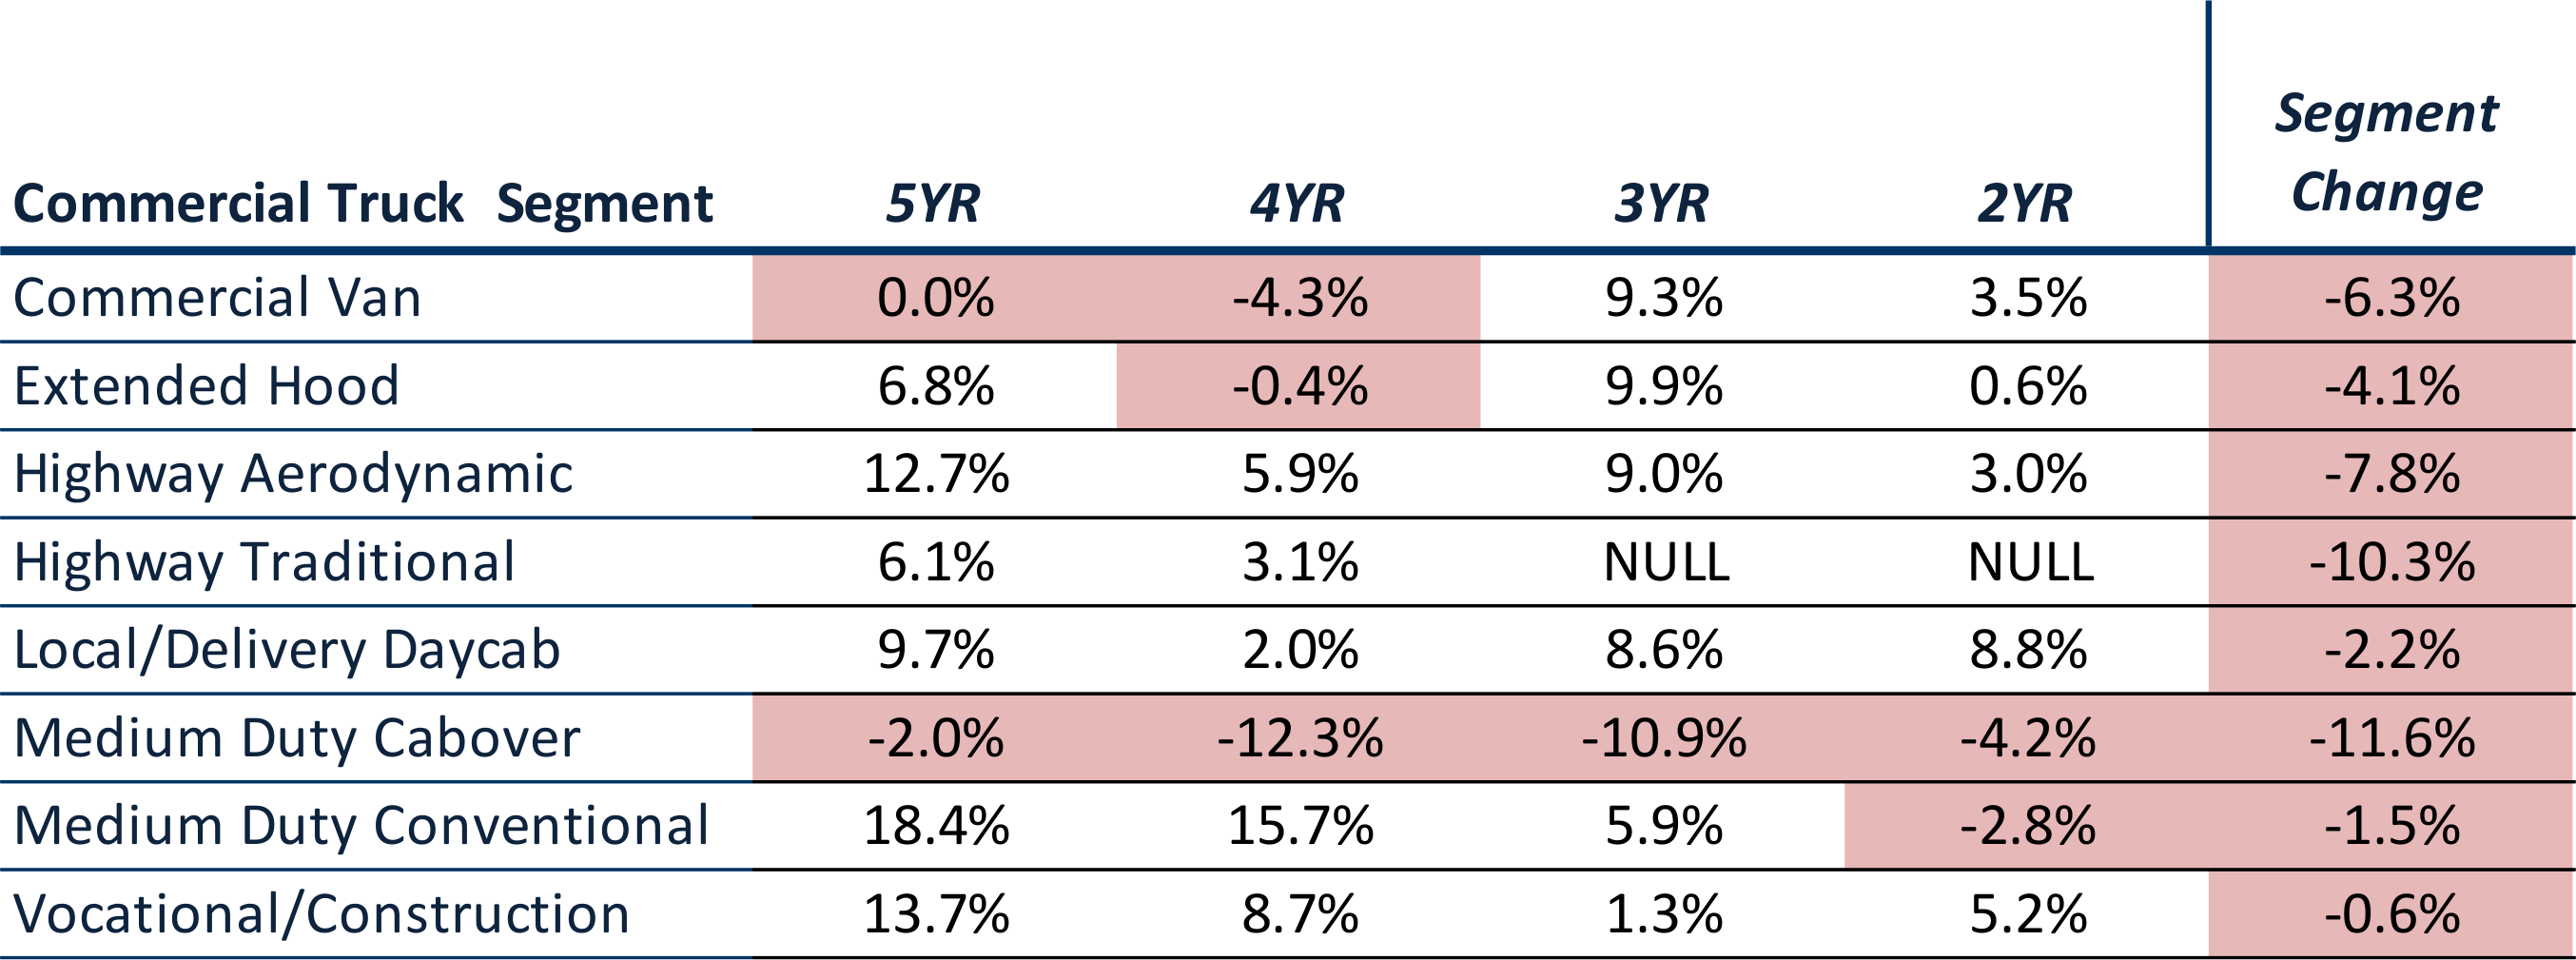 Commercial Truck Segment 5YR 4YR 3YR 2YR Segment Change
Commercial Van 0.0% -4.3% 9.3% 3.5% -6.3%
Extended Hood 6.8% -0.4% 9.9% 0.6% -4.1%
Highway Aerodynamic 12.7% 5.9% 9.0% 3.0% -7.8%
Highway Traditional 6.1% 3.1% NULL NULL -10.3%
Local/Delivery Daycab 9.7% 2.0% 8.6% 8.8% -2.2%
Medium Duty Cabover -2.0% -12.3% -10.9% -4.2% -11.6%
Medium Duty Conventional 18.4% 15.7% 5.9% -2.8% -1.5%
Vocational/Construction 13.7% 8.7% 1.3% 5.2% -0.6%